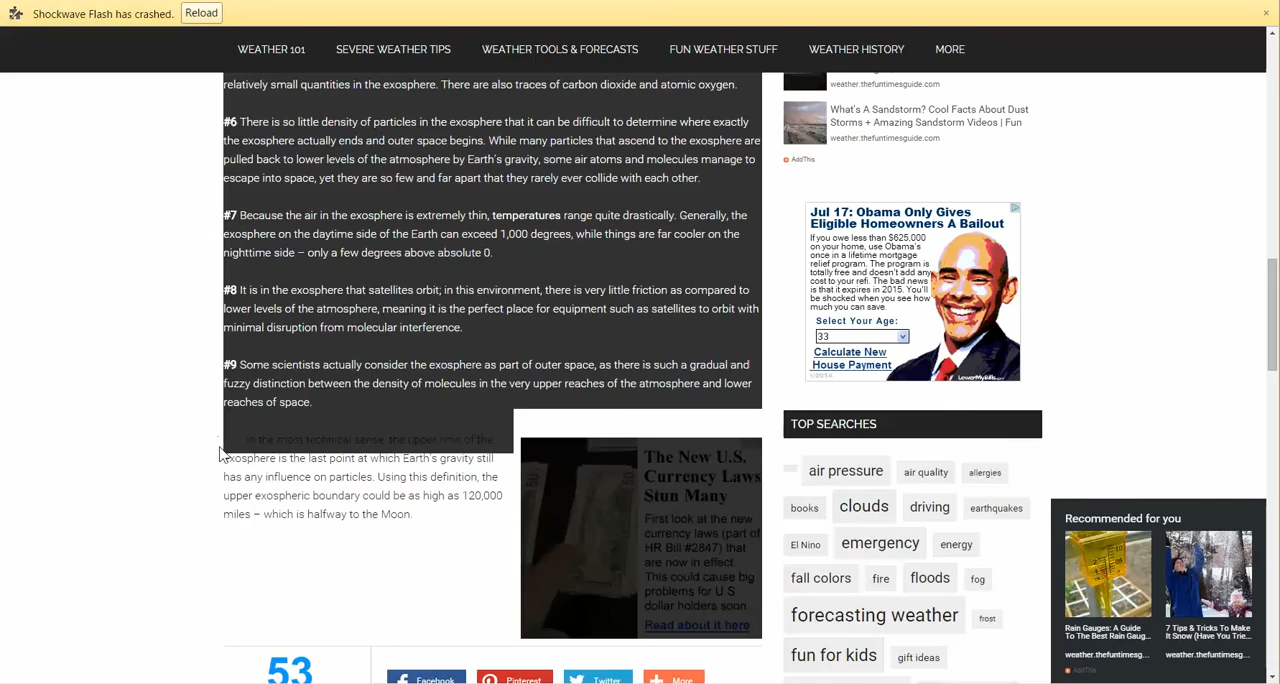 Shockwave Flash has crashed. Reload
WEATHER 101 SEVERE WEATHER TIPS WEATHER TOOLS & FORECASTS FUN WEATHER STUFF WEATHER HISTORY MORE
relatively small quantities in the exosphere. There are also traces of carbon dioxide and atomic oxygen.
#6 There is so little density of particles in the exosphere that it can be difficult to determine where exactly
the exosphere actually ends and outer space begins. While many particles that ascend to the exosphere are
pulled back to lower levels of the atmosphere by Earth's gravity, some air atoms and molecules manage to
escape into space, yet they are so few and far apart that they rarely ever collide with each other.
#7 Because the air in the exosphere is extremely thin, temperatures range quite drastically. Generally, the
exosphere on the daytime side of the Earth can exceed 1,000 degrees, while things are far cooler on the
nighttime side – only a few degrees above absolute 0.
#8 It is in the exosphere that satellites orbit; in this environment, there is very little friction as compared to
lower levels of the atmosphere, meaning it is the perfect place for equipment such as satellites to orbit with
minimal disruption from molecular interference.
#9 Some scientists actually consider the exosphere as part of outer space, as there is such a gradual and
fuzzy distinction between the density of molecules in the very upper reaches of the atmosphere and lower
reaches of space.
In the most technical sense, the upper limit of the
exosphere is the last point at which Earth's gravity still
has any influence on particles. Using this definition, the
upper exospheric boundary could be as high as 120,000
miles – which is halfway to the Moon.
The New U.S.
Currency Laws
Stun Many
First look at the new
currency laws (part of
HR Bill #2847) that
are now in effect.
This could cause big
problems for U.S.
dollar holders soon.
Read about it here
53
Facebook Pinterest Twitter More
weather.thefuntimesguide.com
What's A Sandstorm? Cool Facts About Dust
Storms + Amazing Sandstorm Videos | Fun
weather.thefuntimesguide.com
AddThis
Jul 17: Obama Only Gives
Eligible Homeowners A Bailout
If you owe less than $625,000
on your home, use Obama's
once in a lifetime mortgage
relief program. The program is
totally free and doesn't add any
cost to your refi. The bad news
is that it expires in 2015. You'll
be shocked when you see how
much you can save.
Select Your Age:
33
Calculate New
House Payment
©2014
LowerMyBills.com
TOP SEARCHES
air pressure air quality allergies
books clouds driving earthquakes
El Nino emergency energy
fall colors fire floods fog
forecasting weather frost
fun for kids gift ideas
Recommended for you
Rain Gauges: A Guide
To The Best Rain Gaug...
weather.thefuntimesg...
7 Tips & Tricks To Make
It Snow (Have You Trie...
weather.thefuntimesg...
AddThis